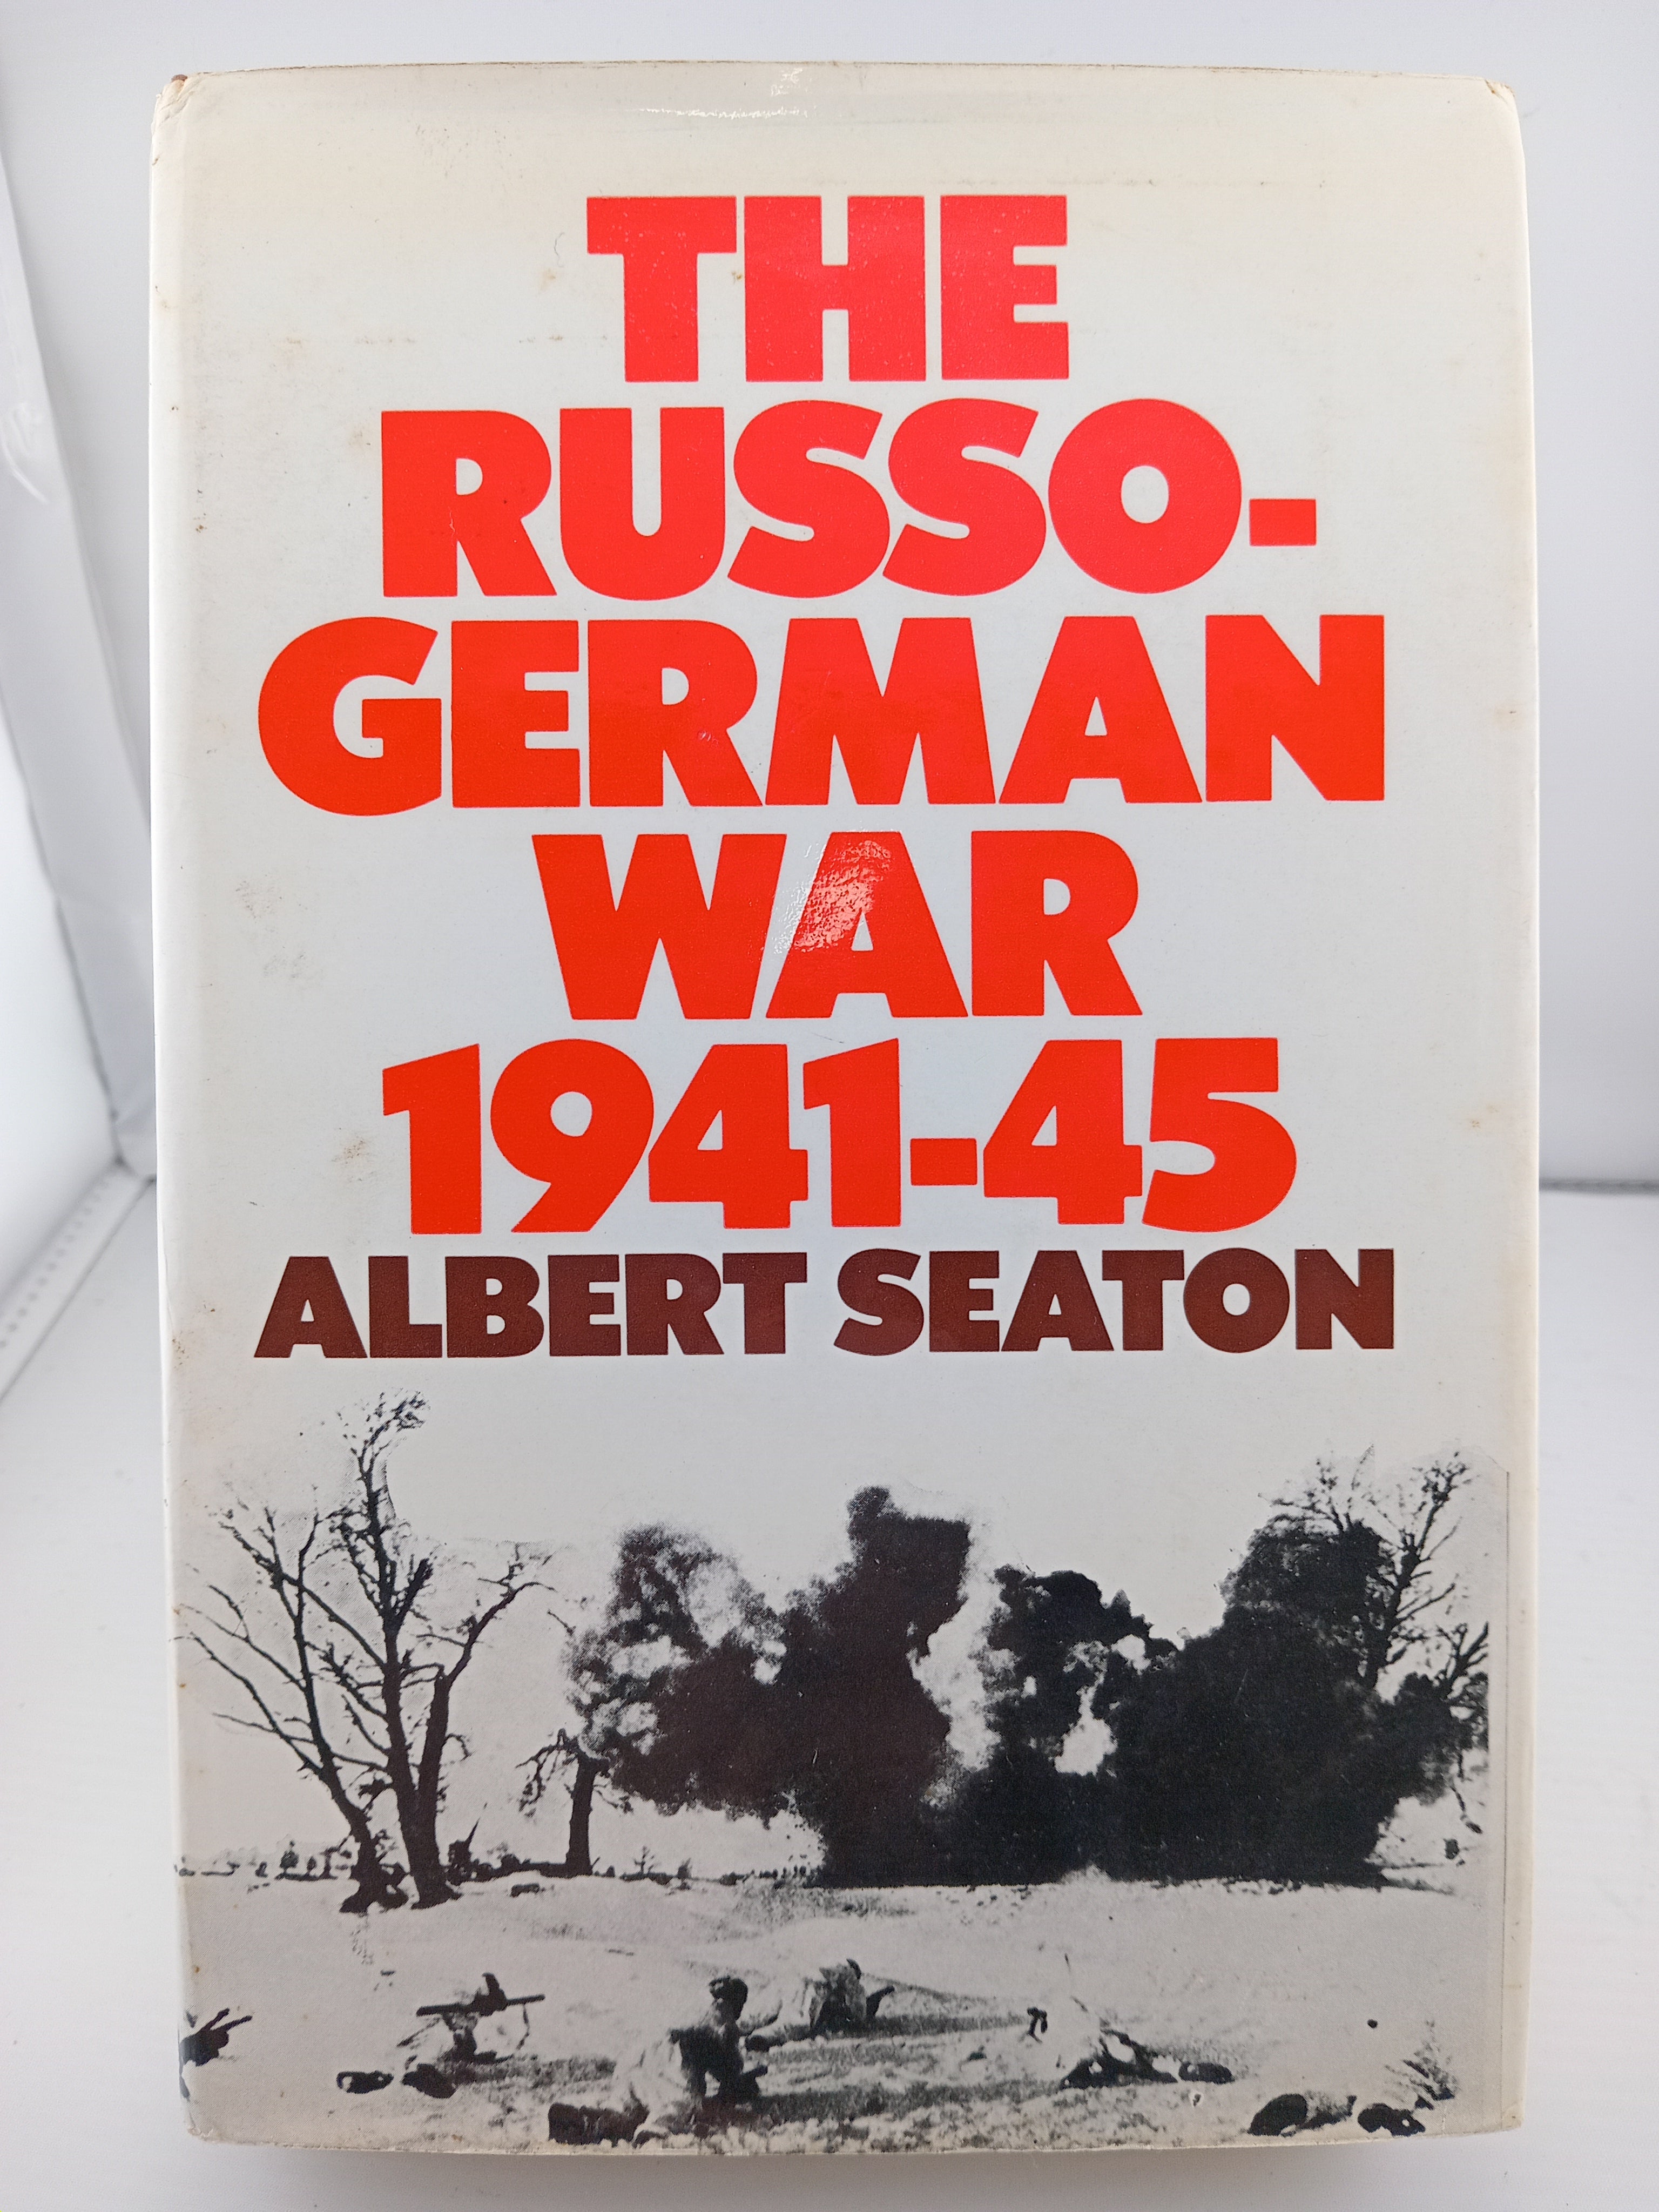 THE
RUSSO-
GERMAN
WAR
1941-45
ALBERT SEATON